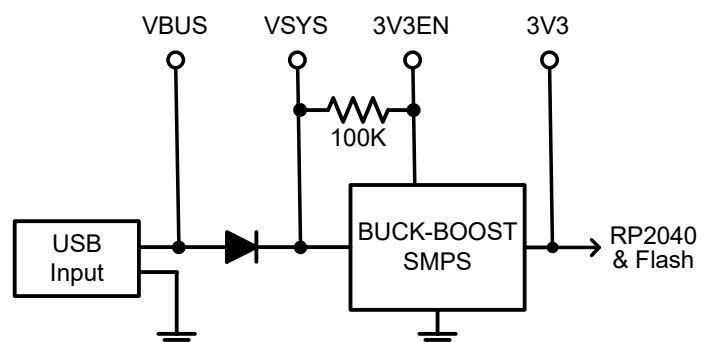 VBUS VSYS 3V3EN 3V3
100K
USB
Input
BUCK-BOOST
SMPS
RP2040
& Flash